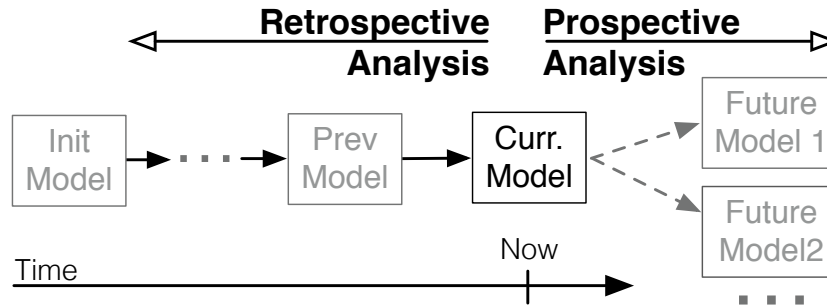 Retrospective
Analysis
Prospective
Analysis
Init
Model
Prev
Model
Curr.
Model
Future
Model 1
Future
Model2
Time
Now